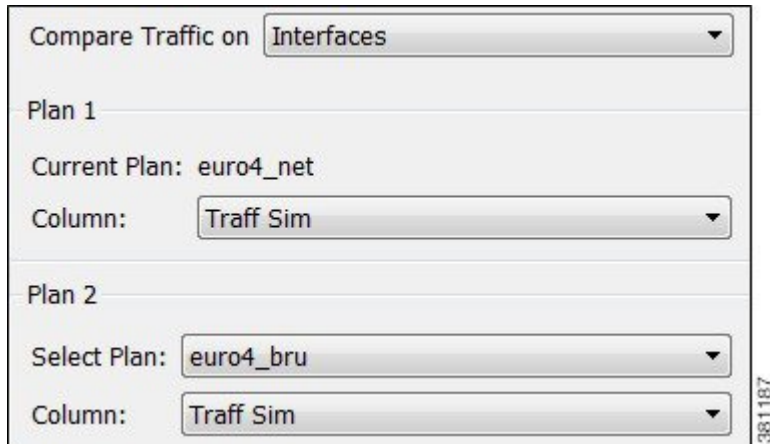 Compare Traffic on Interfaces
Plan 1
Current Plan: euro4_net
Column: Traff Sim
Plan 2
Select Plan: euro4_bru
Column: Traff Sim
381187